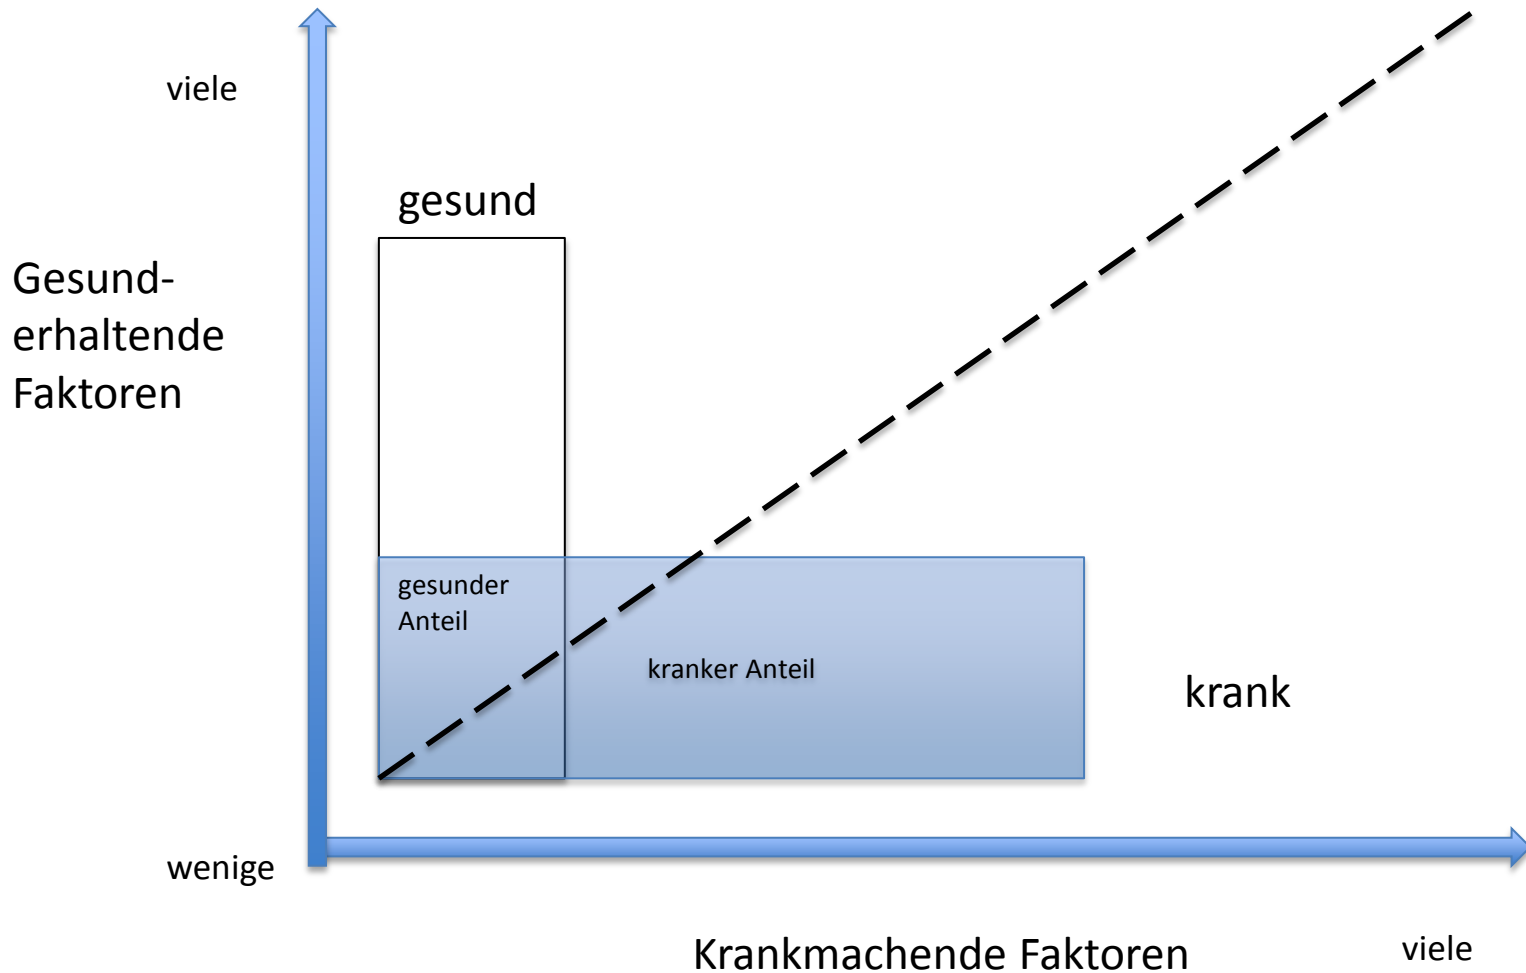 viele
gesund
Gesund-
erhaltende
Faktoren
gesunder
Anteil
kranker Anteil
krank
wenige
Krankmachende Faktoren
viele